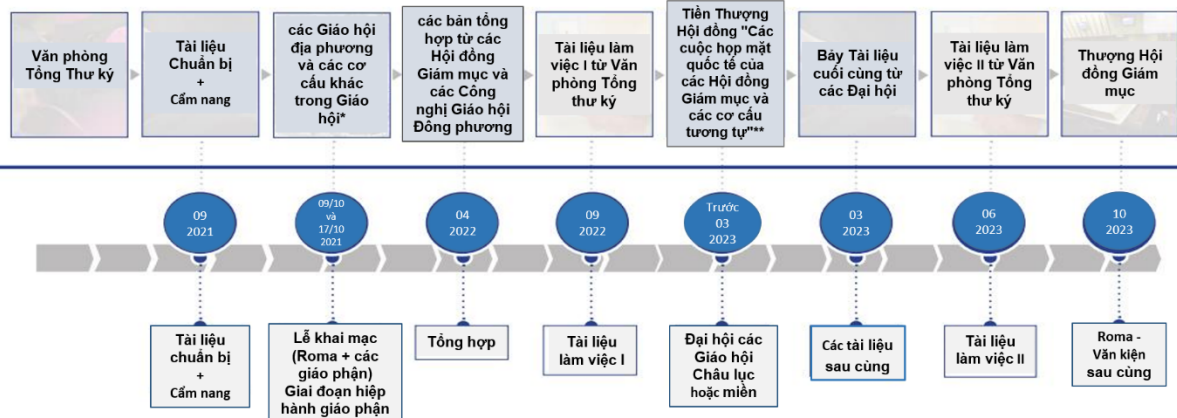 Văn phòng
Tổng Thư ký
Tài liệu
Chuẩn bị
+
Cẩm nang
các Giáo hội
địa phương
và các cơ
cấu khác
trong Giáo
hội*
các bản tổng
hợp từ các
Hội đồng
Giám mục và
các Công
nghị Giáo hội
Đông phương
Tài liệu làm
việc I từ Văn
phòng Tổng
thư ký
Tiền Thượng
Hội đồng "Các
cuộc họp mặt
quốc tế của
các Hội đồng
Giám mục và
các cơ cấu
tương tự"**
Bảy Tài liệu
cuối cùng từ
các Đại hội
Tài liệu làm
việc II từ Văn
phòng Tổng
thư ký
Thượng Hội
đồng Giám
mục
09
2021
09/10
và
17/10
2021
04
2022
09
2022
Trước
03
2023
03
2023
06
2023
10
2023
Tài liệu
chuẩn bị
+
Cẩm nang
Lễ khai mạc
(Roma + các
giáo phận)
Giai đoạn hiệp
hành giáo phận
Tổng hợp
Tài liệu
làm việc I
Đại hội các
Giáo hội
Châu lục
hoặc miền
Các tài liệu
sau cùng
Tài liệu
làm việc II
Roma -
Văn kiện
sau cùng